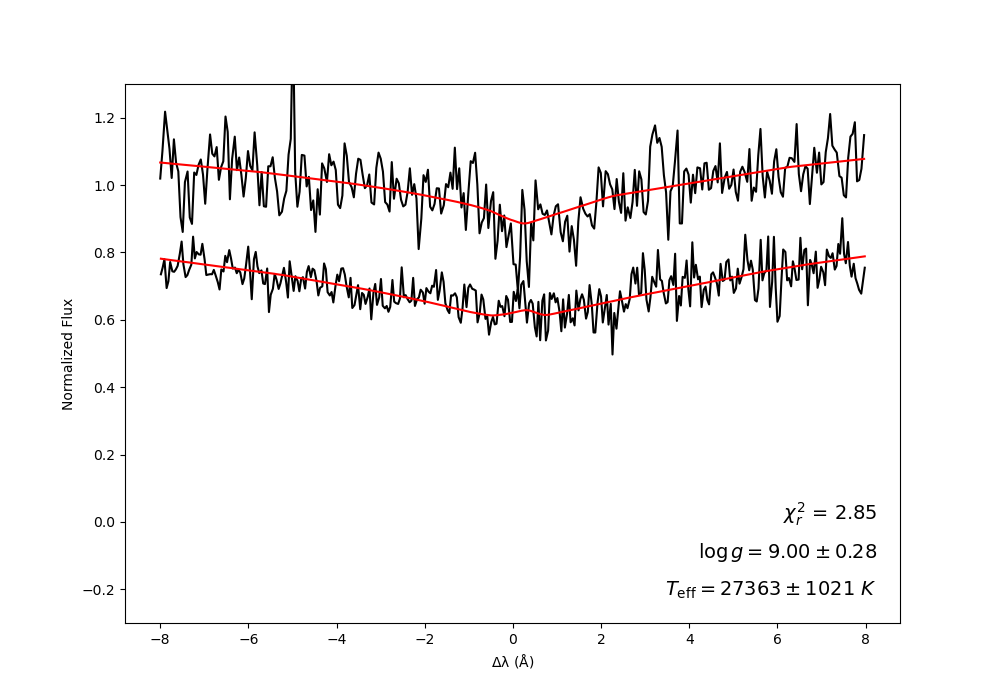 1.2
1.0
0.8
0.6
0.4
0.2
0.0
−0.2
Normalized Flux
χ²ᵣ = 2.85
log g = 9.00 ± 0.28
T_eff = 27363 ± 1021 K
−8 −6 −4 −2 0 2 4 6 8
Δλ (Å)